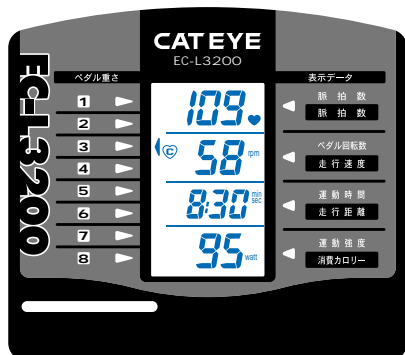 CATEYE
EC-L3200
EC-L3200
ペダル重さ
1
2
3
4
5
6
7
8
109
58 rpm
8:30 min sec
95 watt
表示データ
脈拍数
脈拍数
ペダル回転数
走行速度
運動時間
走行距離
運動強度
消費カロリー
C